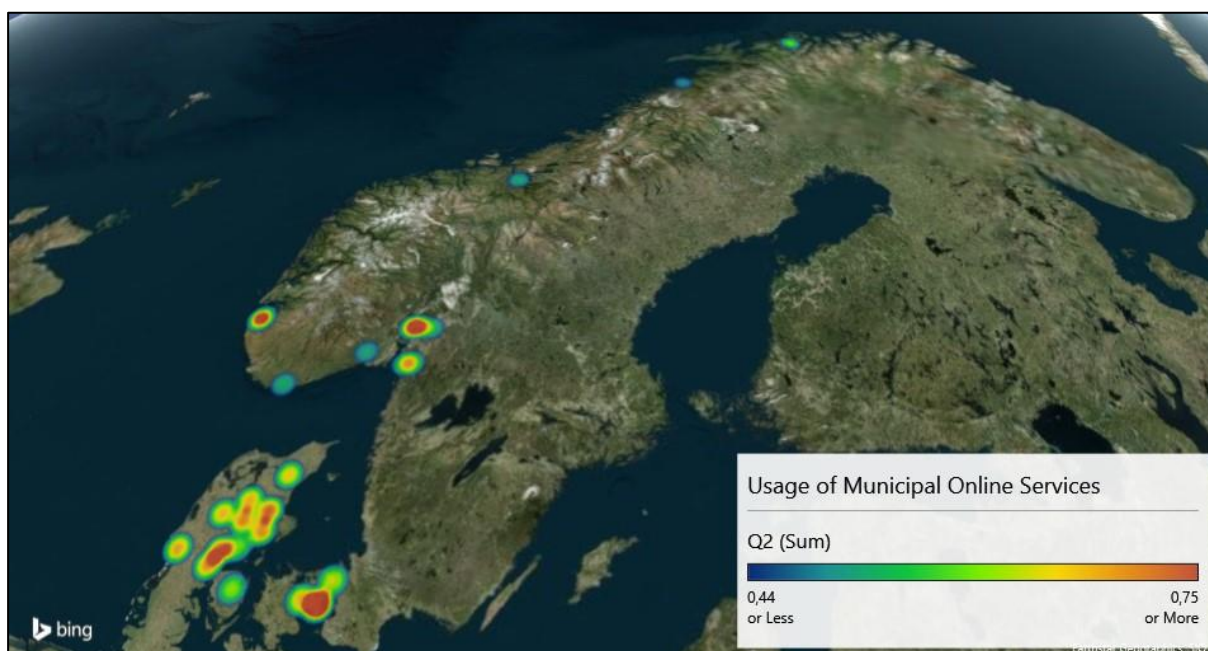 Usage of Municipal Online Services
Q2 (Sum)
0,44
or Less
0,75
or More
bing